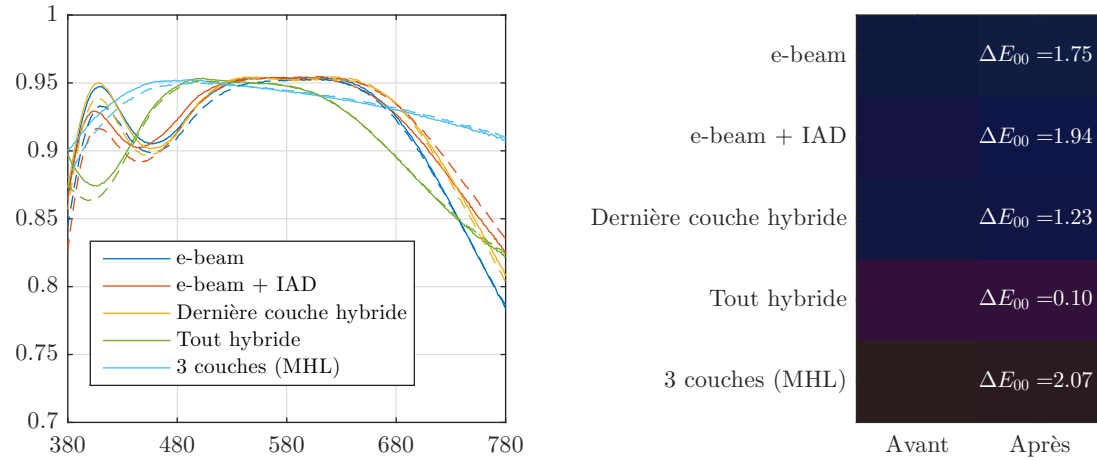 1
0.95
0.9
0.85
0.8
0.75
0.7
380
480
580
680
780
e-beam
e-beam + IAD
Dernière couche hybride
Tout hybride
3 couches (MHL)
e-beam
ΔE₀₀ =1.75
e-beam + IAD
ΔE₀₀ =1.94
Dernière couche hybride
ΔE₀₀ =1.23
Tout hybride
ΔE₀₀ =0.10
3 couches (MHL)
ΔE₀₀ =2.07
Avant
Après